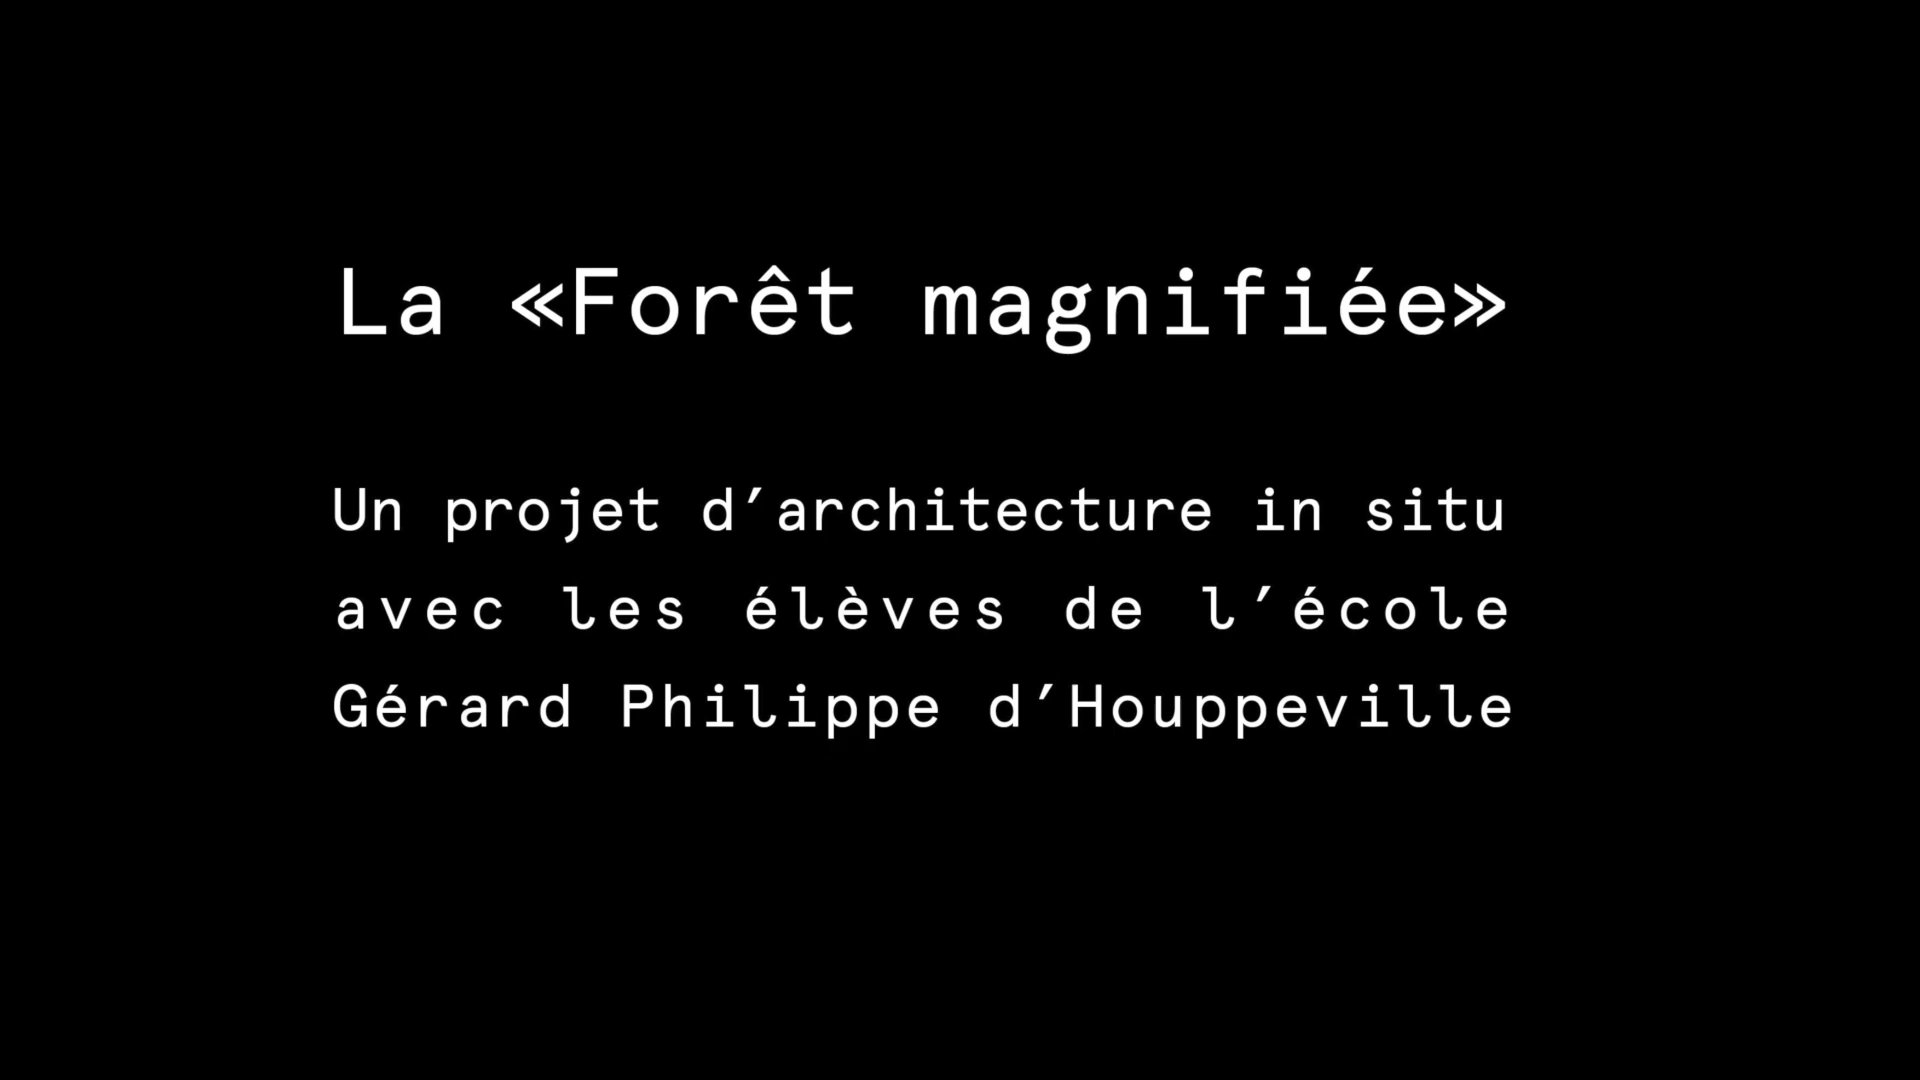 La «Forêt magnifiée»
Un projet d’architecture in situ
avec les élèves de l’école
Gérard Philippe d’Houppeville